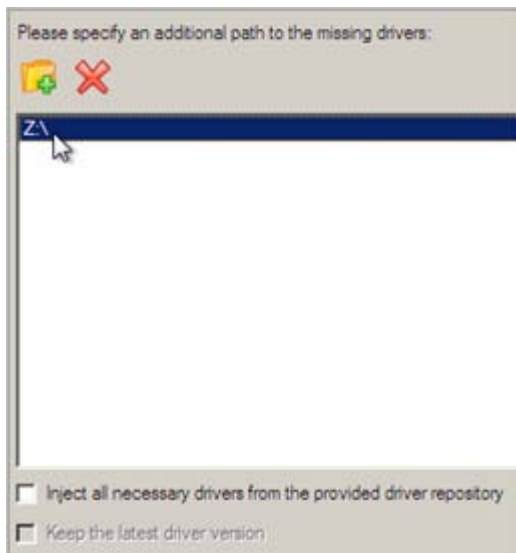 Please specify an additional path to the missing drivers:
Z:\
Inject all necessary drivers from the provided driver repository
Keep the latest driver version